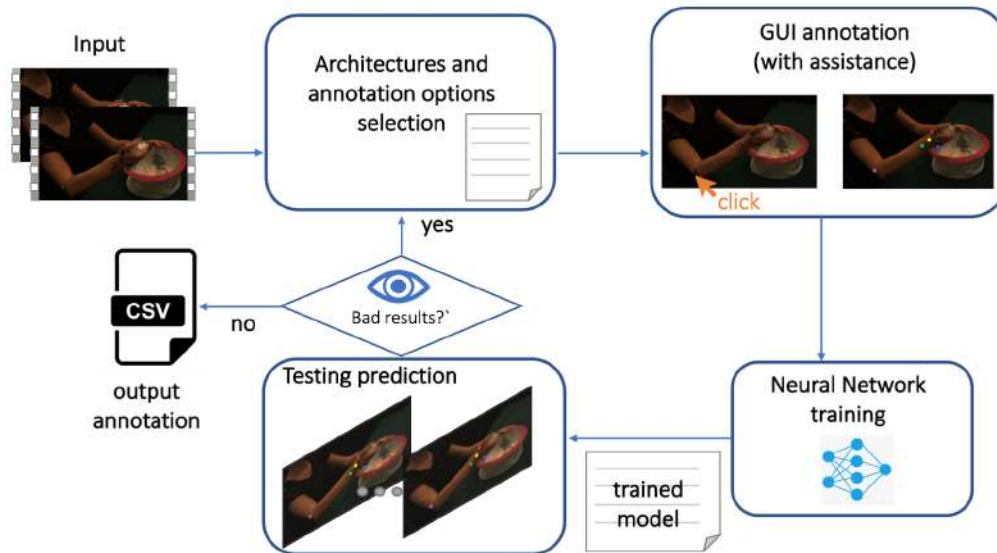 Input
Architectures and
annotation options
selection
GUI annotation
(with assistance)
click
yes
Bad results?`
no
CSV
output
annotation
Testing prediction
Neural Network
training
trained
model